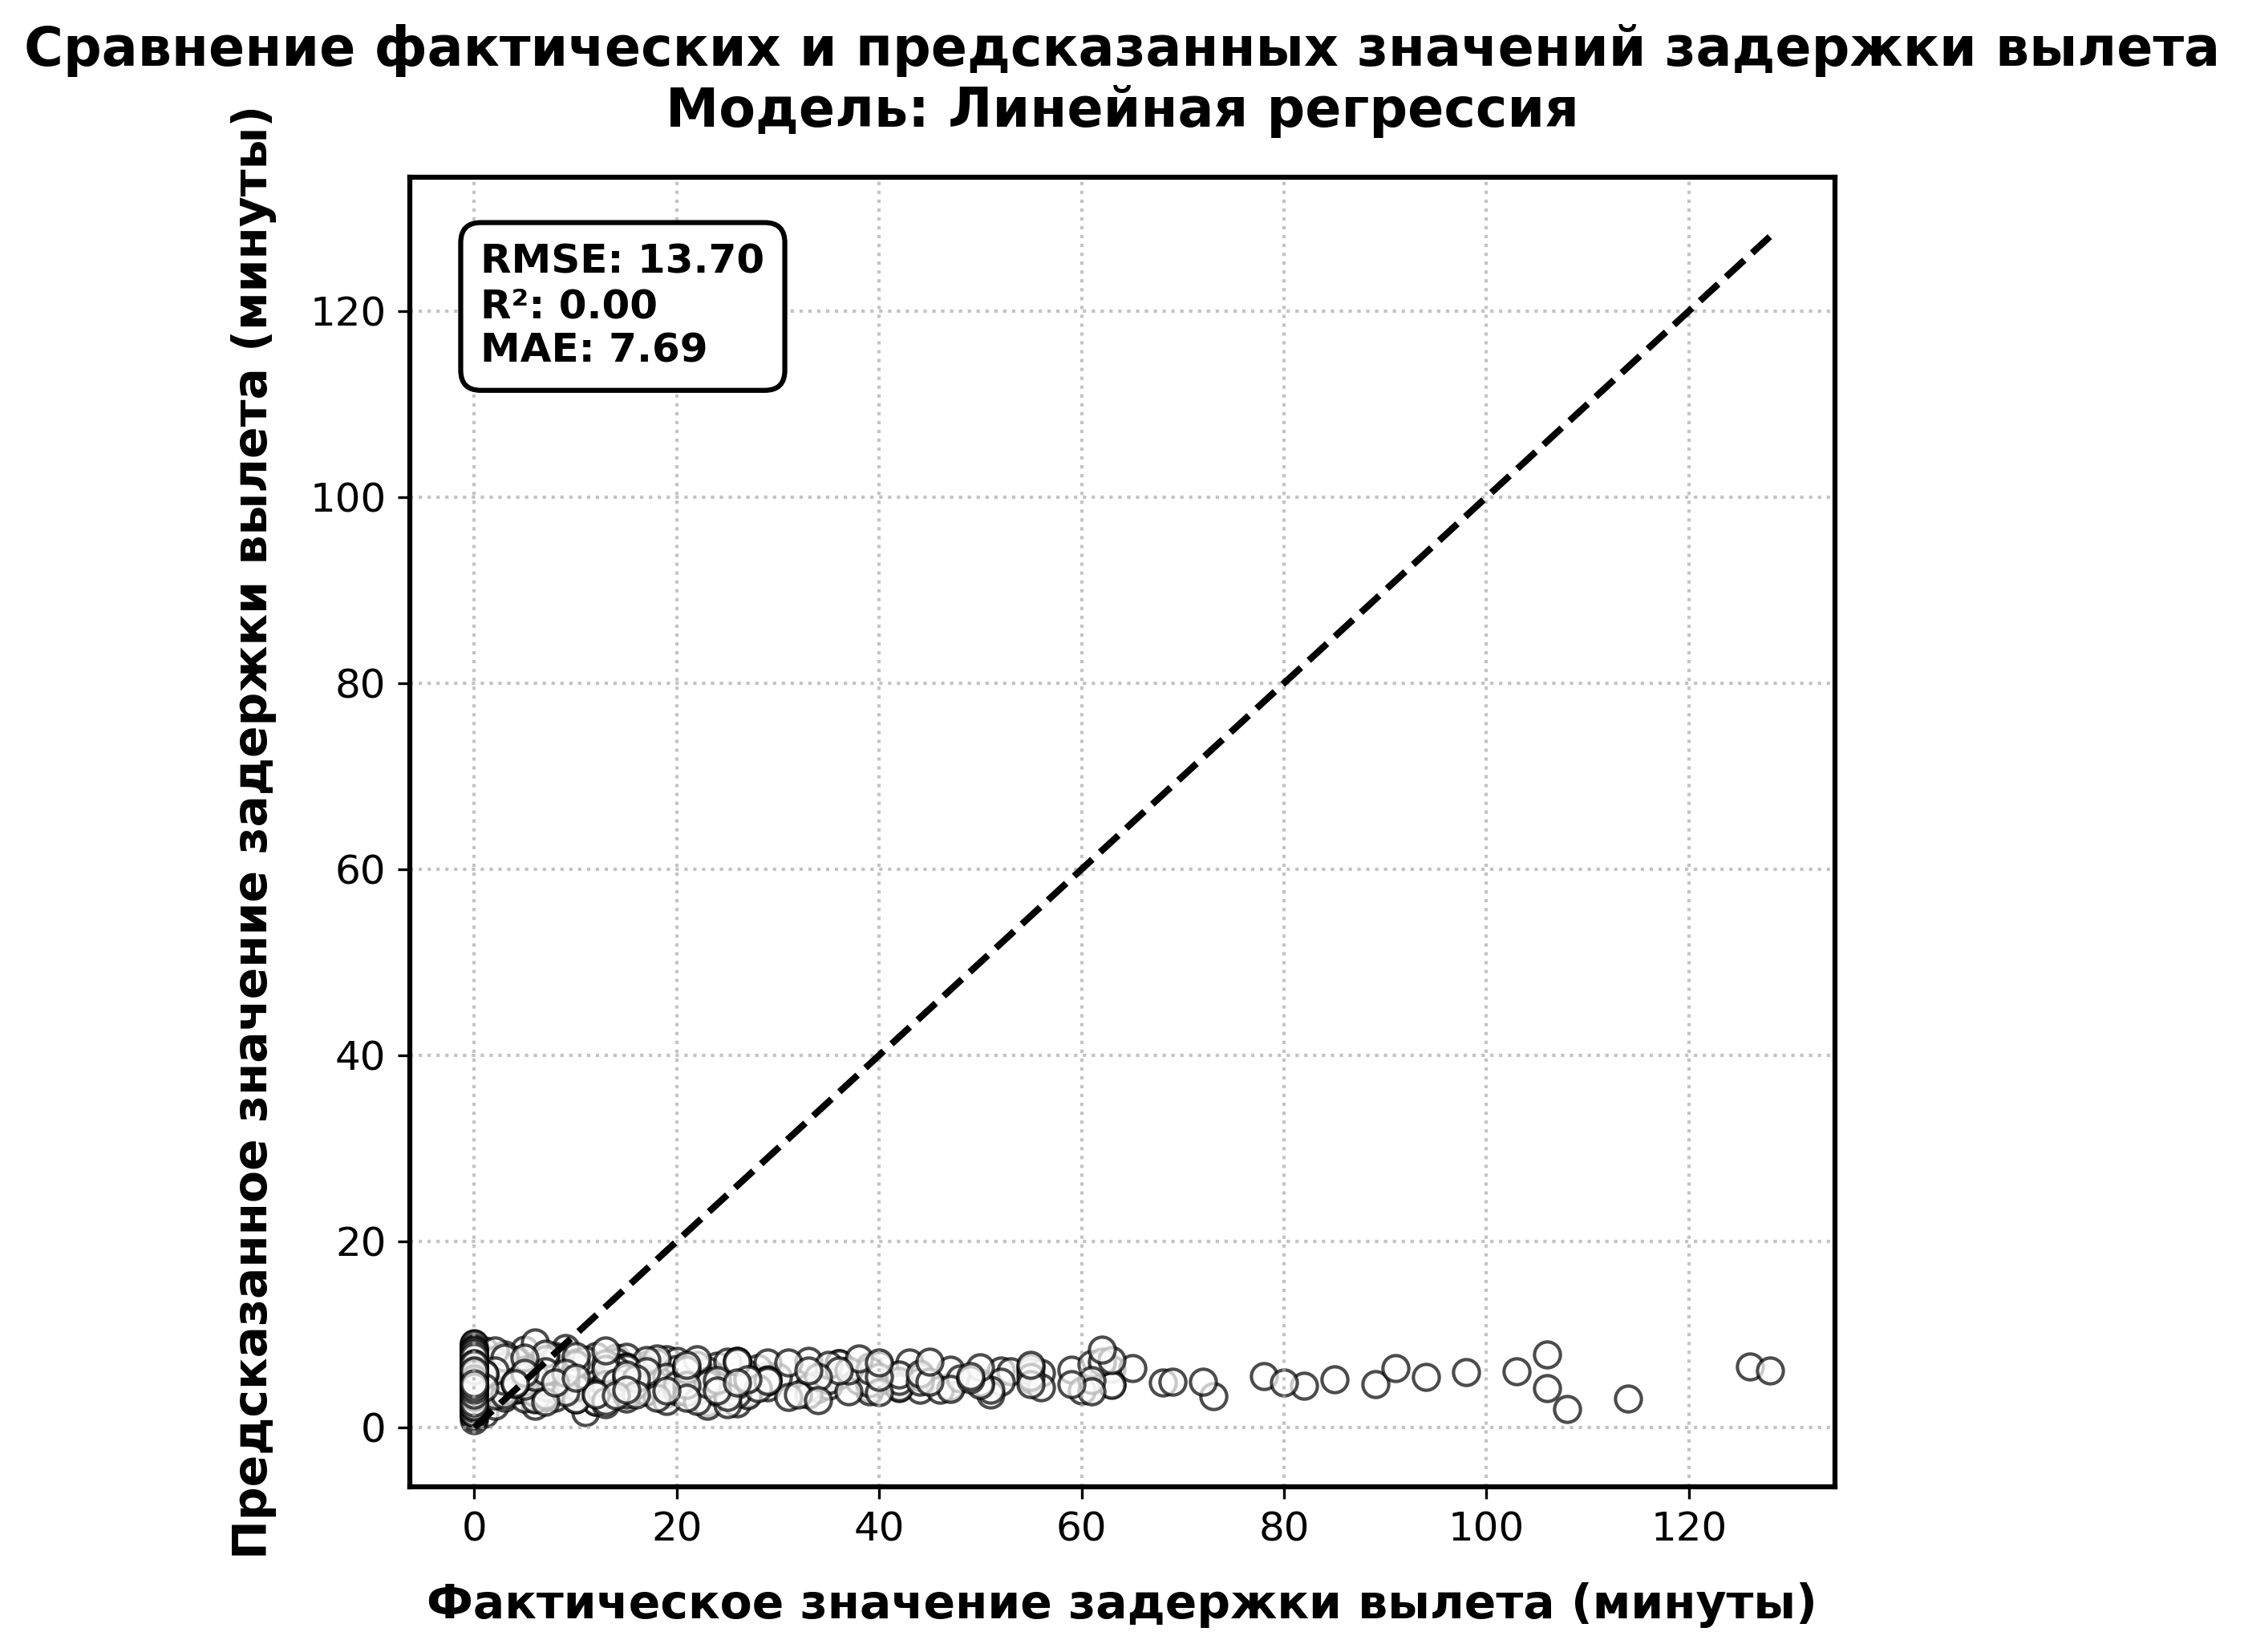 Сравнение фактических и предсказанных значений задержки вылета
Модель: Линейная регрессия
Предсказанное значение задержки вылета (минуты)
RMSE: 13.70
R²: 0.00
MAE: 7.69
120
100
80
60
40
20
0
0 20 40 60 80 100 120
Фактическое значение задержки вылета (минуты)